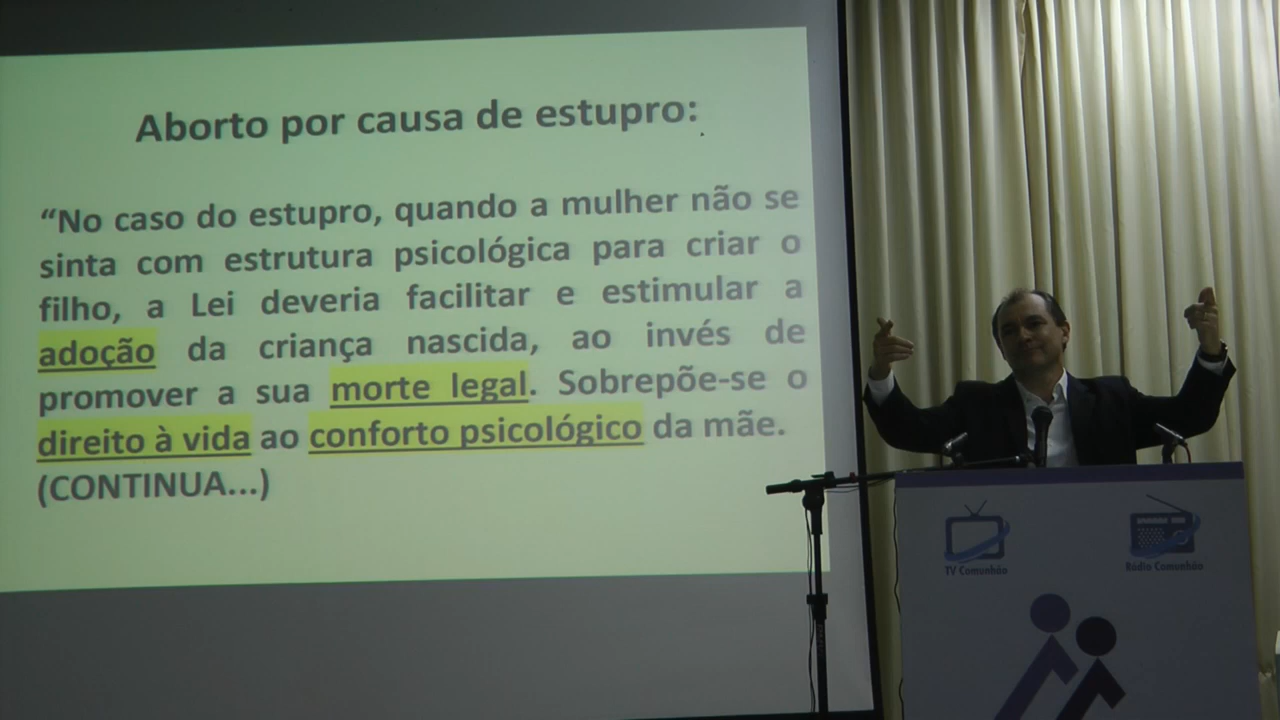 Aborto por causa de estupro:
“No caso do estupro, quando a mulher não se
sinta com estrutura psicológica para criar o
filho, a Lei deveria facilitar e estimular a
adoção da criança nascida, ao invés de
promover a sua morte legal. Sobrepõe-se o
direito à vida ao conforto psicológico da mãe.
(CONTINUA...)
TV Comunhão
Rádio Comunhão